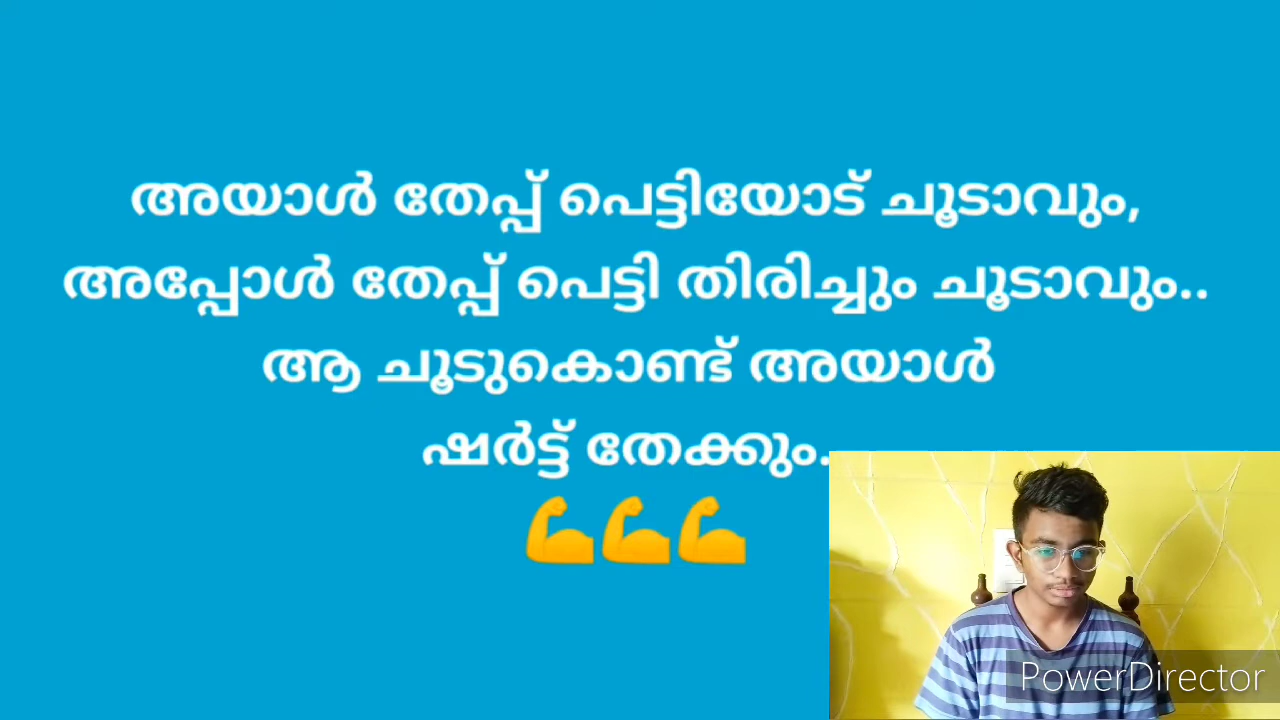 അയാൾ തേപ്പ് പെട്ടിയോട് ചൂടാവും,
അപ്പോൾ തേപ്പ് പെട്ടി തിരിച്ചും ചൂടാവും..
ആ ചൂടുകൊണ്ട് അയാൾ
ഷർട്ട് തേക്കും.
💪💪💪
PowerDirector